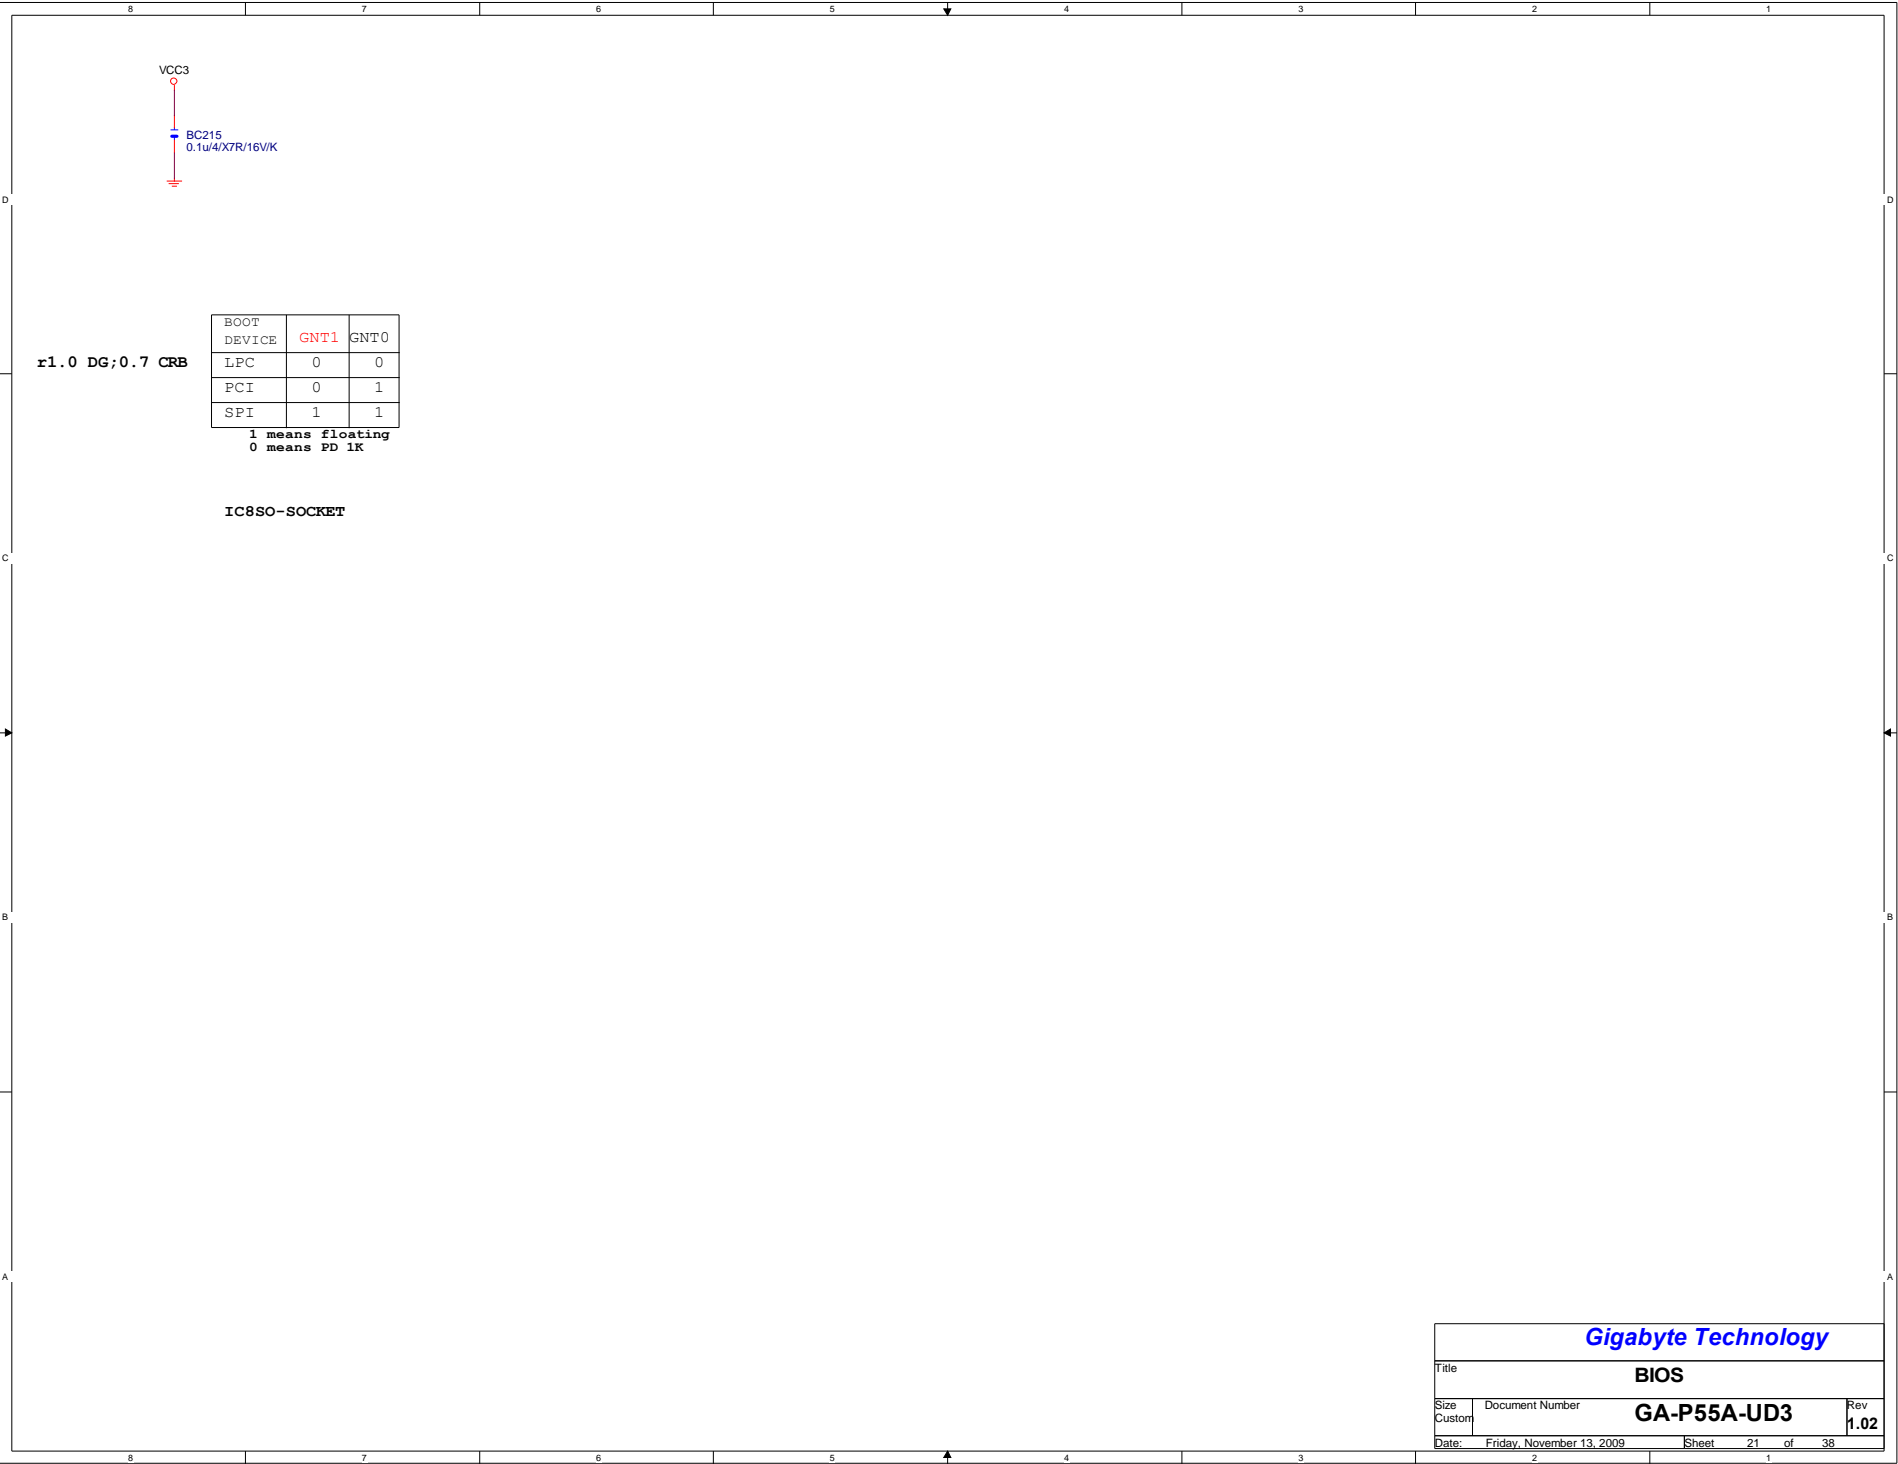 8 7 6 5 4 3 2 1
VCC3
BC215
0.1u/4/X7R/16V/K
D D
BOOT
DEVICE GNT1 GNT0
r1.0 DG;0.7 CRB LPC 0 0
PCI 0 1
SPI 1 1
1 means floating
0 means PD 1K
IC8SO-SOCKET
C C
B B
A A
Gigabyte Technology
Title
BIOS
Size Document Number Rev
Custom GA-P55A-UD3 1.02
Date: Friday, November 13, 2009 Sheet 21 of 38
8 7 6 5 4 3 2 1